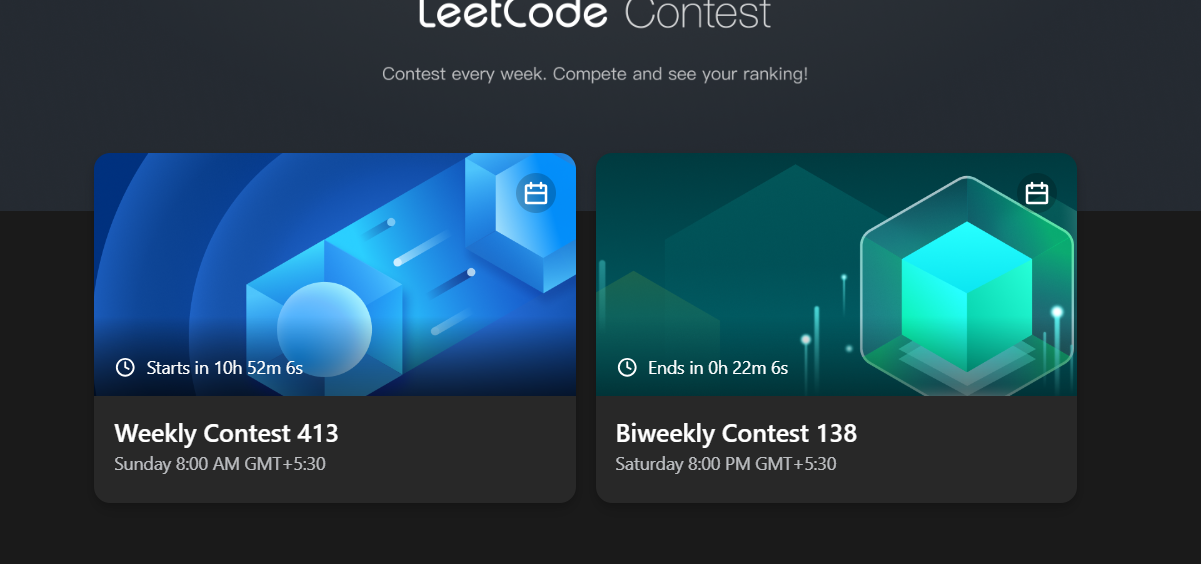 LeetCode Contest
Contest every week. Compete and see your ranking!
Starts in 10h 52m 6s
Weekly Contest 413
Sunday 8:00 AM GMT+5:30
Ends in 0h 22m 6s
Biweekly Contest 138
Saturday 8:00 PM GMT+5:30